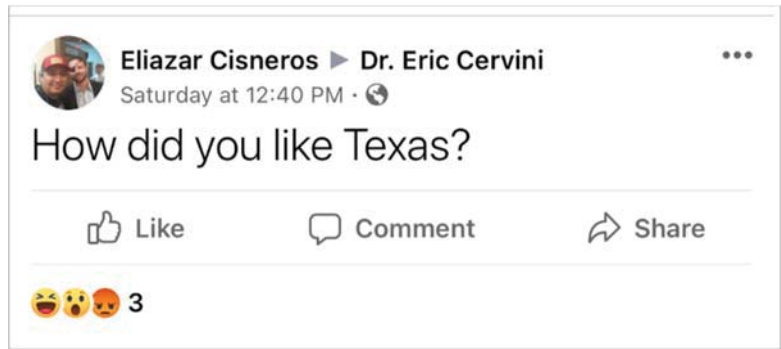 Eliazar Cisneros ▶ Dr. Eric Cervini
Saturday at 12:40 PM ·
How did you like Texas?
Like Comment Share
3